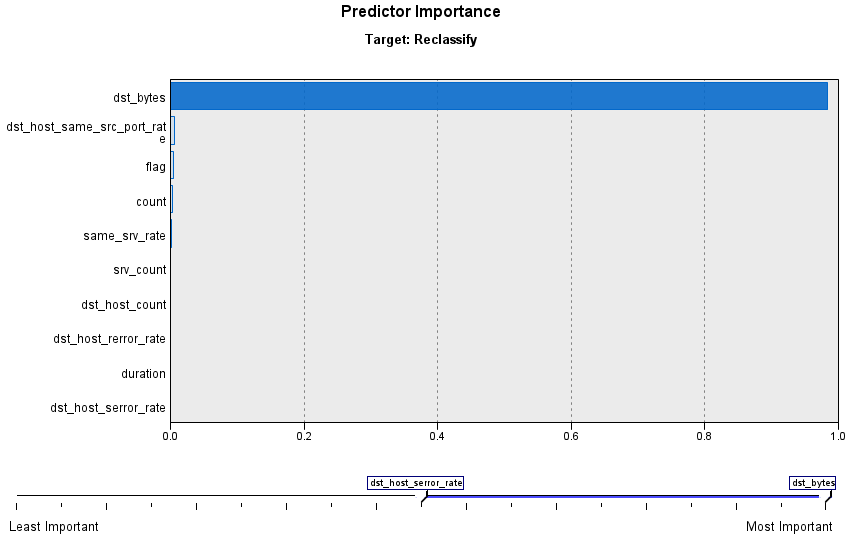 Predictor Importance
Target: Reclassify
dst_bytes
dst_host_same_src_port_rat
e
flag
count
same_srv_rate
srv_count
dst_host_count
dst_host_rerror_rate
duration
dst_host_serror_rate
0.0 0.2 0.4 0.6 0.8 1.0
dst_host_serror_rate dst_bytes
Least Important Most Important